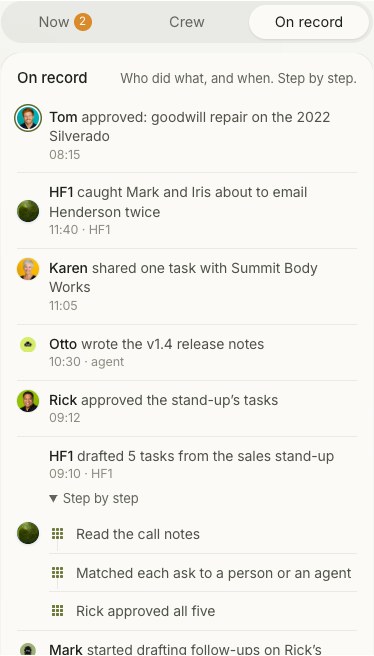 Now 2
Crew
On record
On record
Who did what, and when. Step by step.
Tom approved: goodwill repair on the 2022
Silverado
08:15
HF1 caught Mark and Iris about to email
Henderson twice
11:40 · HF1
Karen shared one task with Summit Body
Works
11:05
Otto wrote the v1.4 release notes
10:30 · agent
Rick approved the stand-up’s tasks
09:12
HF1 drafted 5 tasks from the sales stand-up
09:10 · HF1
▼ Step by step
Read the call notes
Matched each ask to a person or an agent
Rick approved all five
Mark started drafting follow-ups on Rick’s